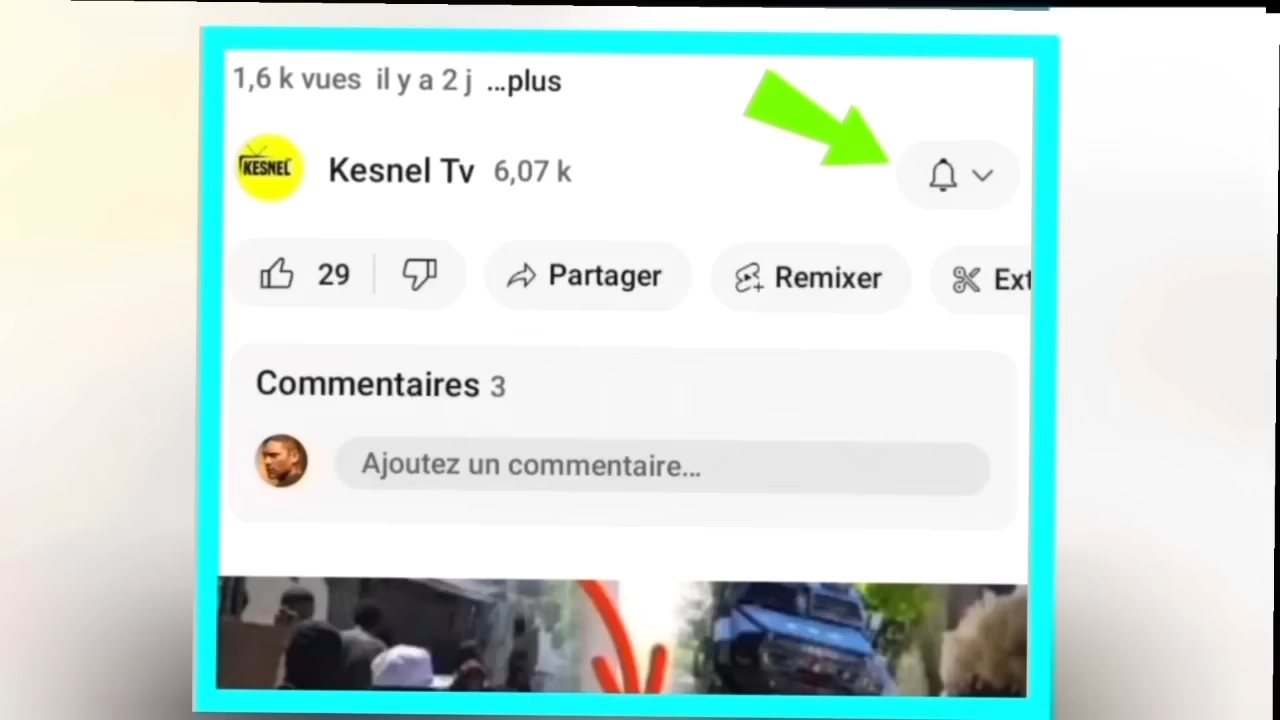 1,6 k vues il y a 2 j ...plus
KESNEL
Kesnel Tv 6,07 k
29 Partager Remixer Ext
Commentaires 3
Ajoutez un commentaire...